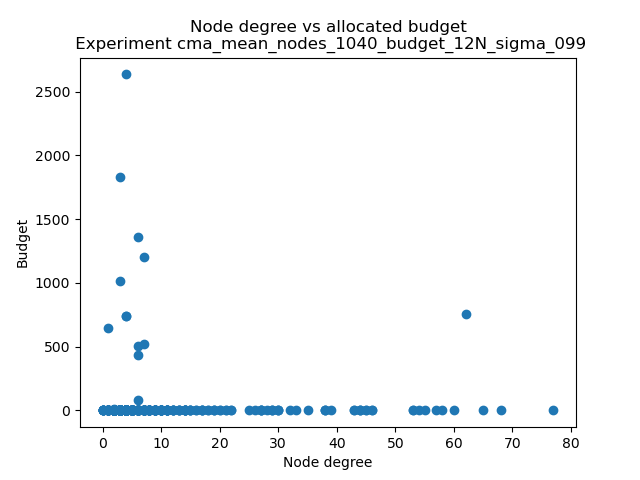 Node degree vs allocated budget
Experiment cma_mean_nodes_1040_budget_12N_sigma_099
2500
2000
1500
1000
500
0
Budget
0 10 20 30 40 50 60 70 80
Node degree